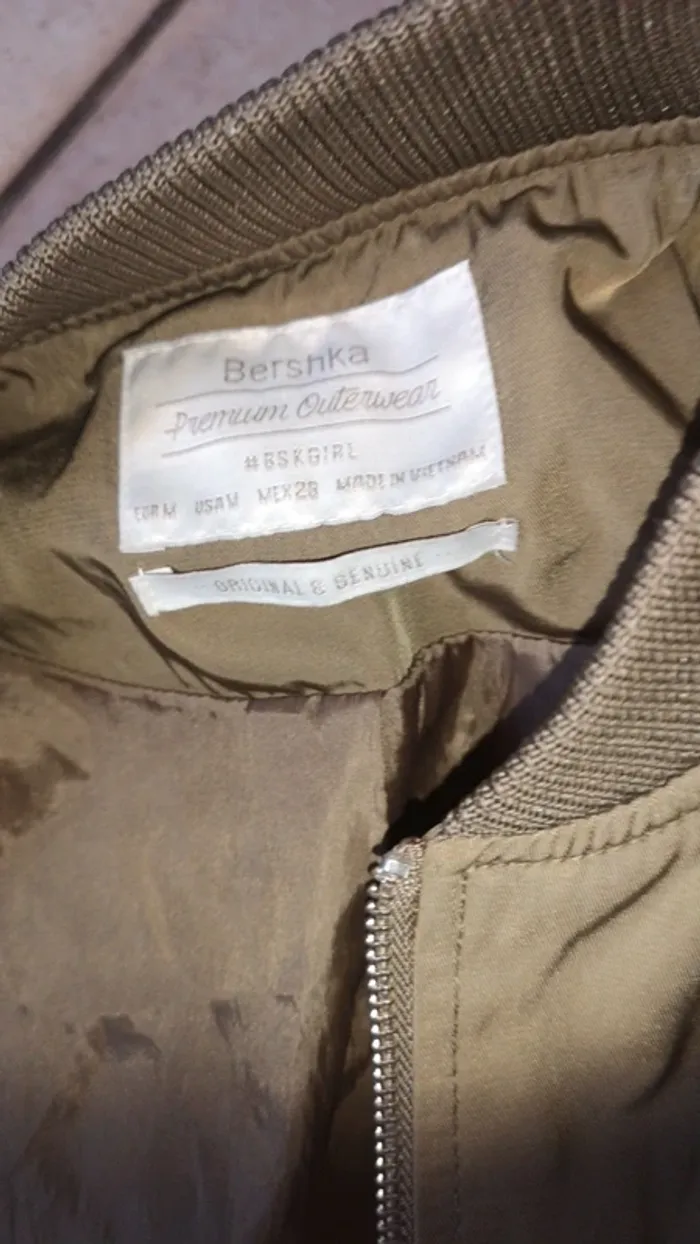 Bershka
Premium Outerwear
#BSKGIRL
EUR M USA M MEX 28 MADE IN VIETNAM
ORIGINAL & GENUINE